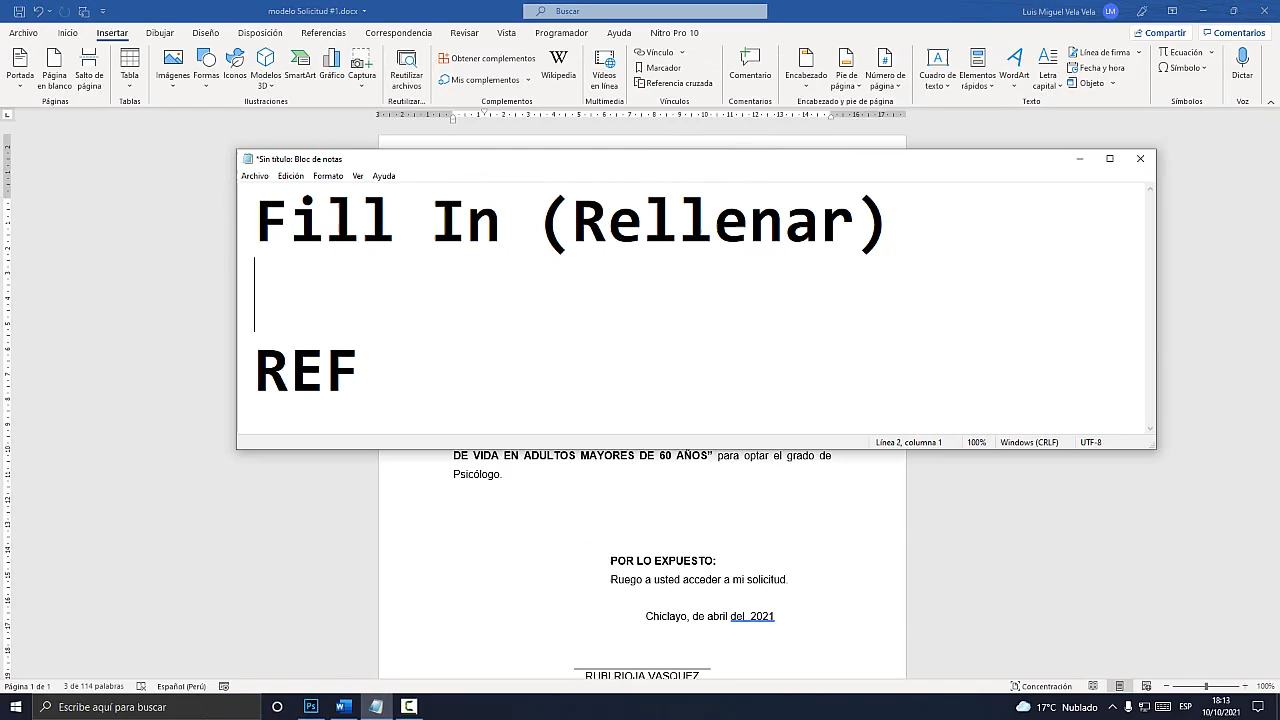 modelo Solicitud #1.docx
Buscar
Luis Miguel Vela Vela
LM
Archivo Inicio Insertar Dibujar Diseño Disposición Referencias Correspondencia Revisar Vista Programador Ayuda Nitro Pro 10
Compartir Comentarios
Portada
Página en blanco
Salto de página
Páginas
Tabla
Tablas
Imágenes
Formas
Iconos
Modelos 3D
SmartArt
Gráfico
Captura
Ilustraciones
Reutilizar archivos
Reutilizar...
Obtener complementos
Mis complementos
Wikipedia
Complementos
Vídeos en línea
Multimedia
Vínculo
Marcador
Referencia cruzada
Vínculos
Comentario
Comentarios
Encabezado
Pie de página
Número de página
Encabezado y pie de página
Cuadro de texto
Elementos rápidos
WordArt
Letra capital
Línea de firma
Fecha y hora
Objeto
Texto
Ecuación
Símbolo
Símbolos
Dictar
Voz
*Sin título: Bloc de notas
Archivo Edición Formato Ver Ayuda
Fill In (Rellenar)
REF
Línea 2, columna 1 100% Windows (CRLF) UTF-8
DE VIDA EN ADULTOS MAYORES DE 60 AÑOS” para optar el grado de
Psicólogo.
POR LO EXPUESTO:
Ruego a usted acceder a mi solicitud.
Chiclayo, de abril del 2021
RUBI RIOJA VASQUEZ
Página 1 de 1 3 de 114 palabras Español (Perú) Concentración 100%
Escribe aquí para buscar
17°C Nublado ESP 18:13
10/10/2021